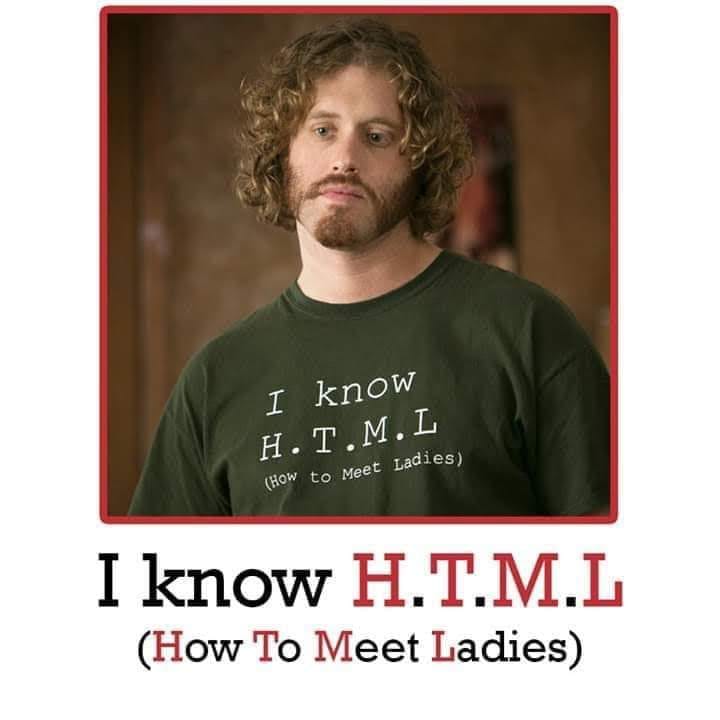 I know
H.T.M.L
(How to Meet Ladies)
I know H.T.M.L
(How To Meet Ladies)